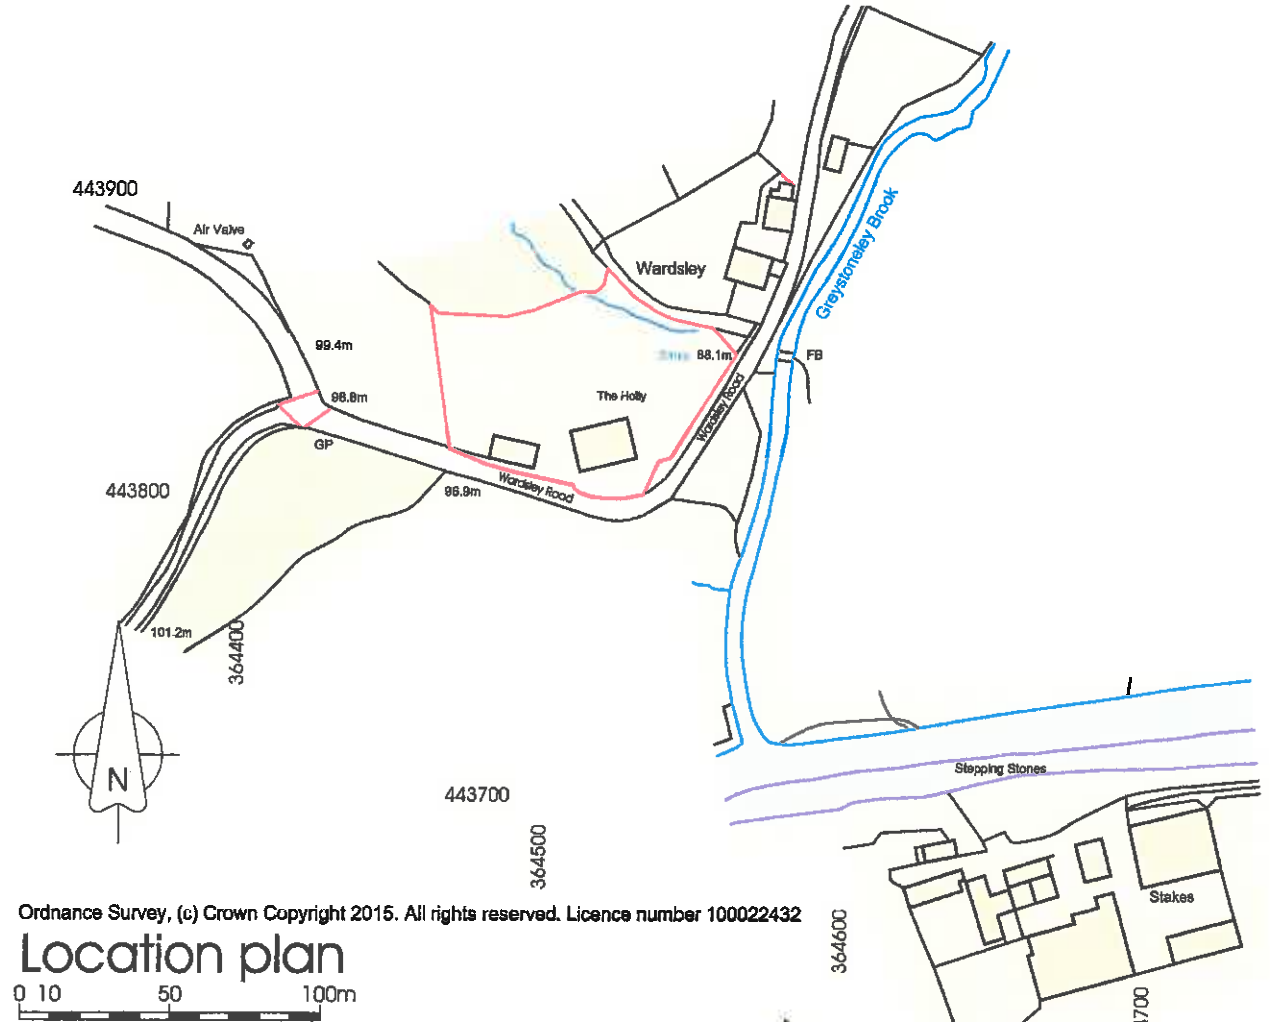 443900
Air Valve
Wardsley
Greystoneley Brook
99.4m
88.1m
FB
98.8m
The Holly
Wardsley Road
GP
443800
96.9m
Wardsley Road
101.2m
364400
N
443700
Stepping Stones
364500
Stakes
Ordnance Survey, (c) Crown Copyright 2015. All rights reserved. Licence number 100022432
364600
Location plan
0 10 50 100m